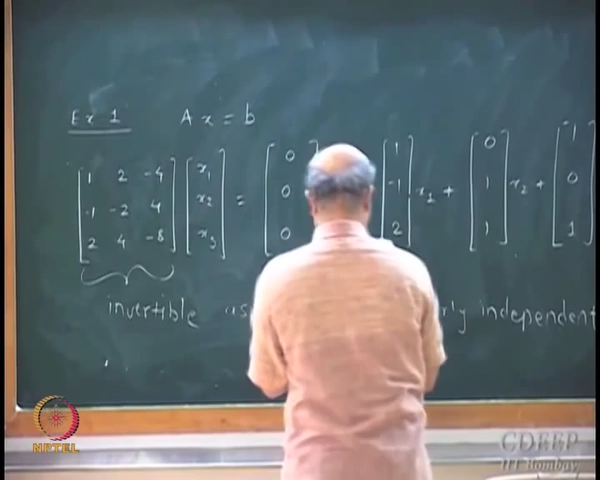 Ex 1 A x = b
[1 2 -4; -1 -2 4; 2 4 -8] [x1; x2; x3] = [0; 0; 0] [1; -1; 2] x1 + [0; 1; 1] x2 + [-1; 0; 1]
invertible as independent
NPTEL
CDEEP
IIT Bombay